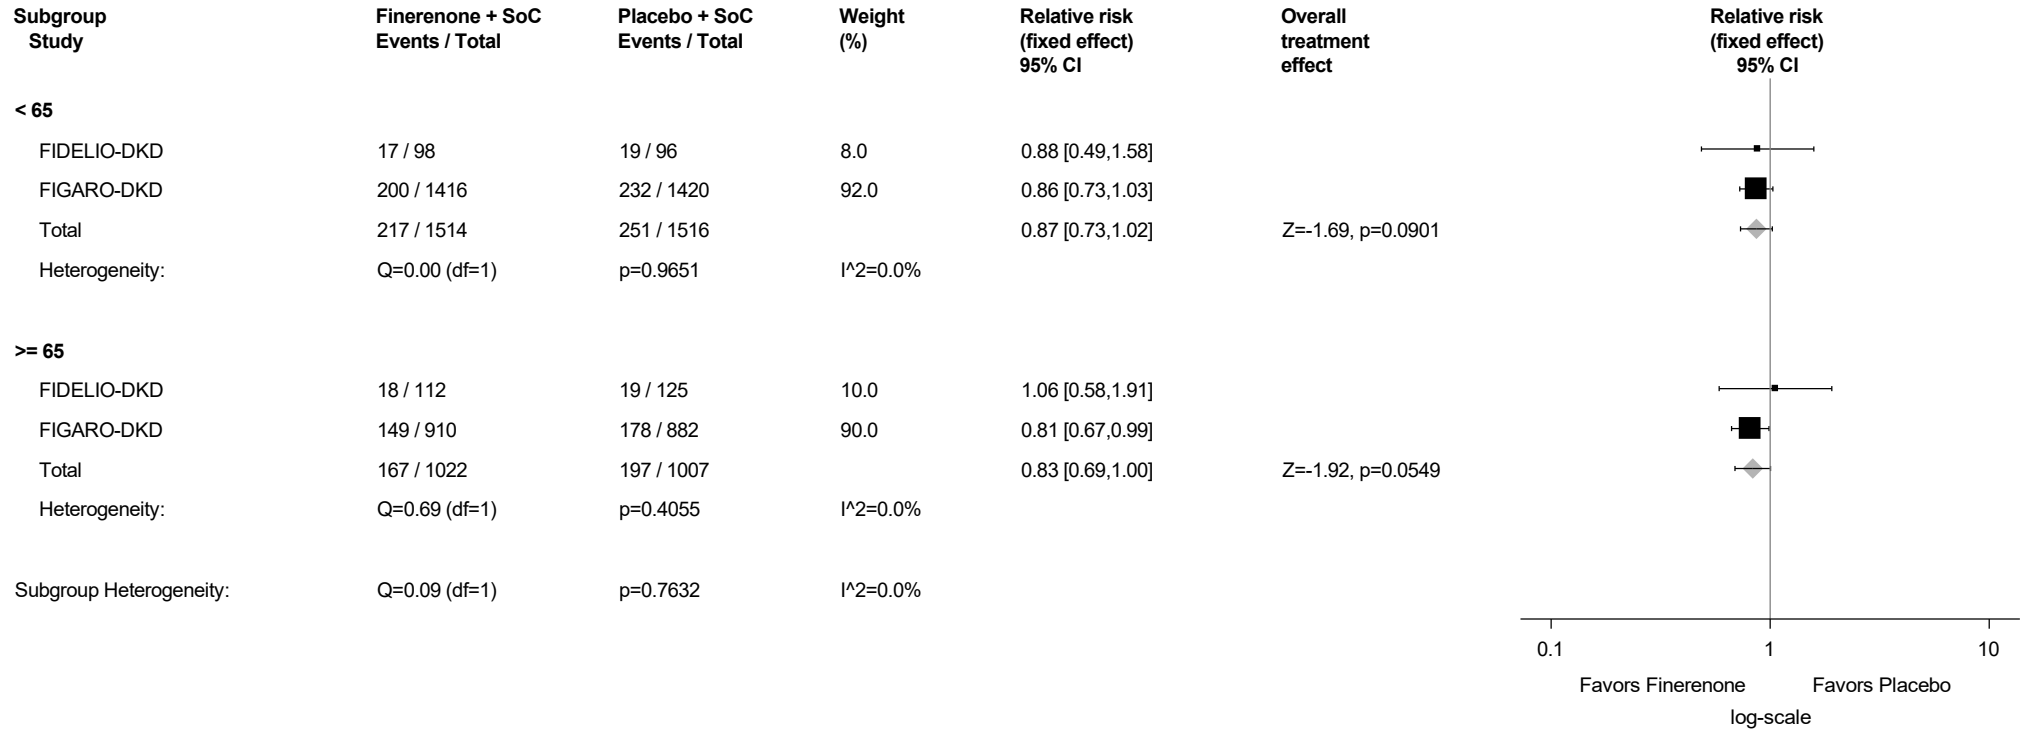 Subgroup Finerenone + SoC Placebo + SoC Weight Relative risk Overall Relative risk
Study Events / Total Events / Total (%) (fixed effect) treatment (fixed effect)
95% CI effect 95% CI
< 65
FIDELIO-DKD 17 / 98 19 / 96 8.0 0.88 [0.49,1.58]
FIGARO-DKD 200 / 1416 232 / 1420 92.0 0.86 [0.73,1.03]
Total 217 / 1514 251 / 1516 0.87 [0.73,1.02] Z=-1.69, p=0.0901
Heterogeneity: Q=0.00 (df=1) p=0.9651 I^2=0.0%
>= 65
FIDELIO-DKD 18 / 112 19 / 125 10.0 1.06 [0.58,1.91]
FIGARO-DKD 149 / 910 178 / 882 90.0 0.81 [0.67,0.99]
Total 167 / 1022 197 / 1007 0.83 [0.69,1.00] Z=-1.92, p=0.0549
Heterogeneity: Q=0.69 (df=1) p=0.4055 I^2=0.0%
Subgroup Heterogeneity: Q=0.09 (df=1) p=0.7632 I^2=0.0%
0.1 1 10
Favors Finerenone Favors Placebo
log-scale